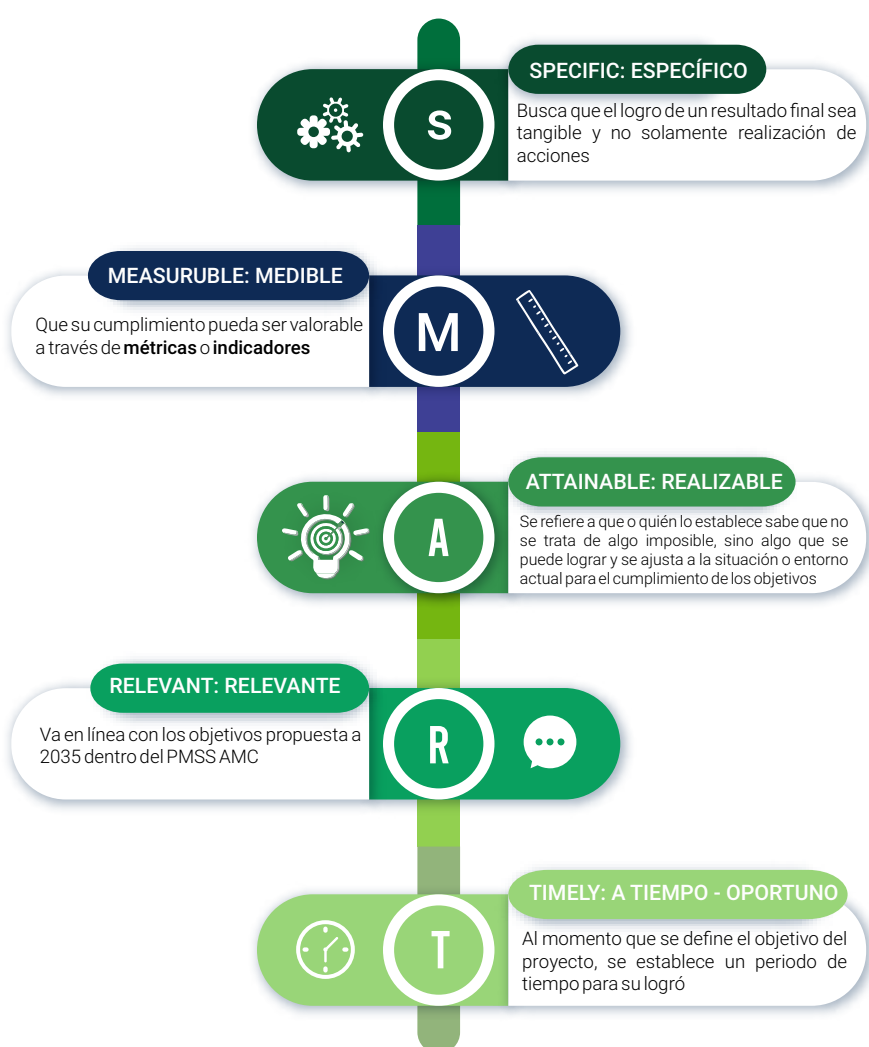 SPECIFIC: ESPECÍFICO
S
Busca que el logro de un resultado final sea
tangible y no solamente realización de
acciones
MEASURUBLE: MEDIBLE
Que su cumplimiento pueda ser valorable
a través de métricas o indicadores
M
ATTAINABLE: REALIZABLE
A
Se refiere a que o quién lo establece sabe que no
se trata de algo imposible, sino algo que se
puede lograr y se ajusta a la situación o entorno
actual para el cumplimiento de los objetivos
RELEVANT: RELEVANTE
Va en línea con los objetivos propuesta a
2035 dentro del PMSS AMC
R
TIMELY: A TIEMPO - OPORTUNO
T
Al momento que se define el objetivo del
proyecto, se establece un periodo de
tiempo para su logró